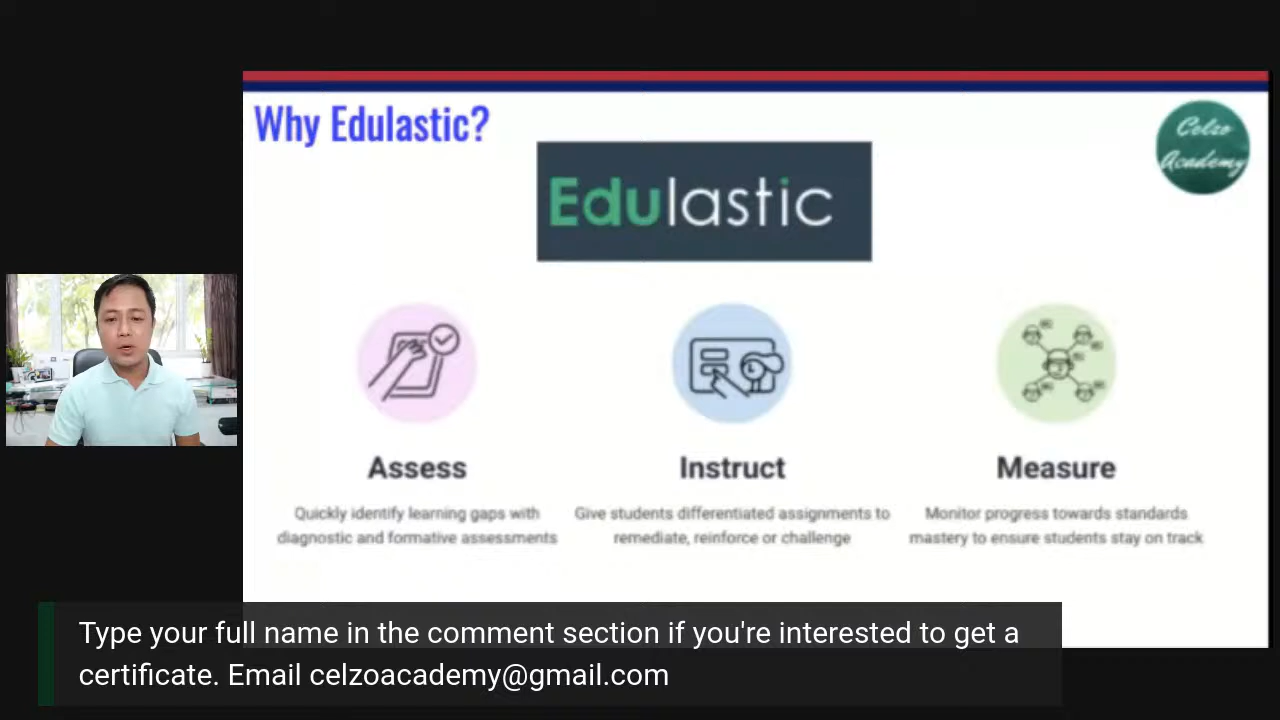 Why Edulastic?
Celzo
Academy
Edulastic
Assess
Quickly identify learning gaps with
diagnostic and formative assessments
Instruct
Give students differentiated assignments to
remediate, reinforce or challenge
Measure
Monitor progress towards standards
mastery to ensure students stay on track
Type your full name in the comment section if you're interested to get a
certificate. Email celzoacademy@gmail.com